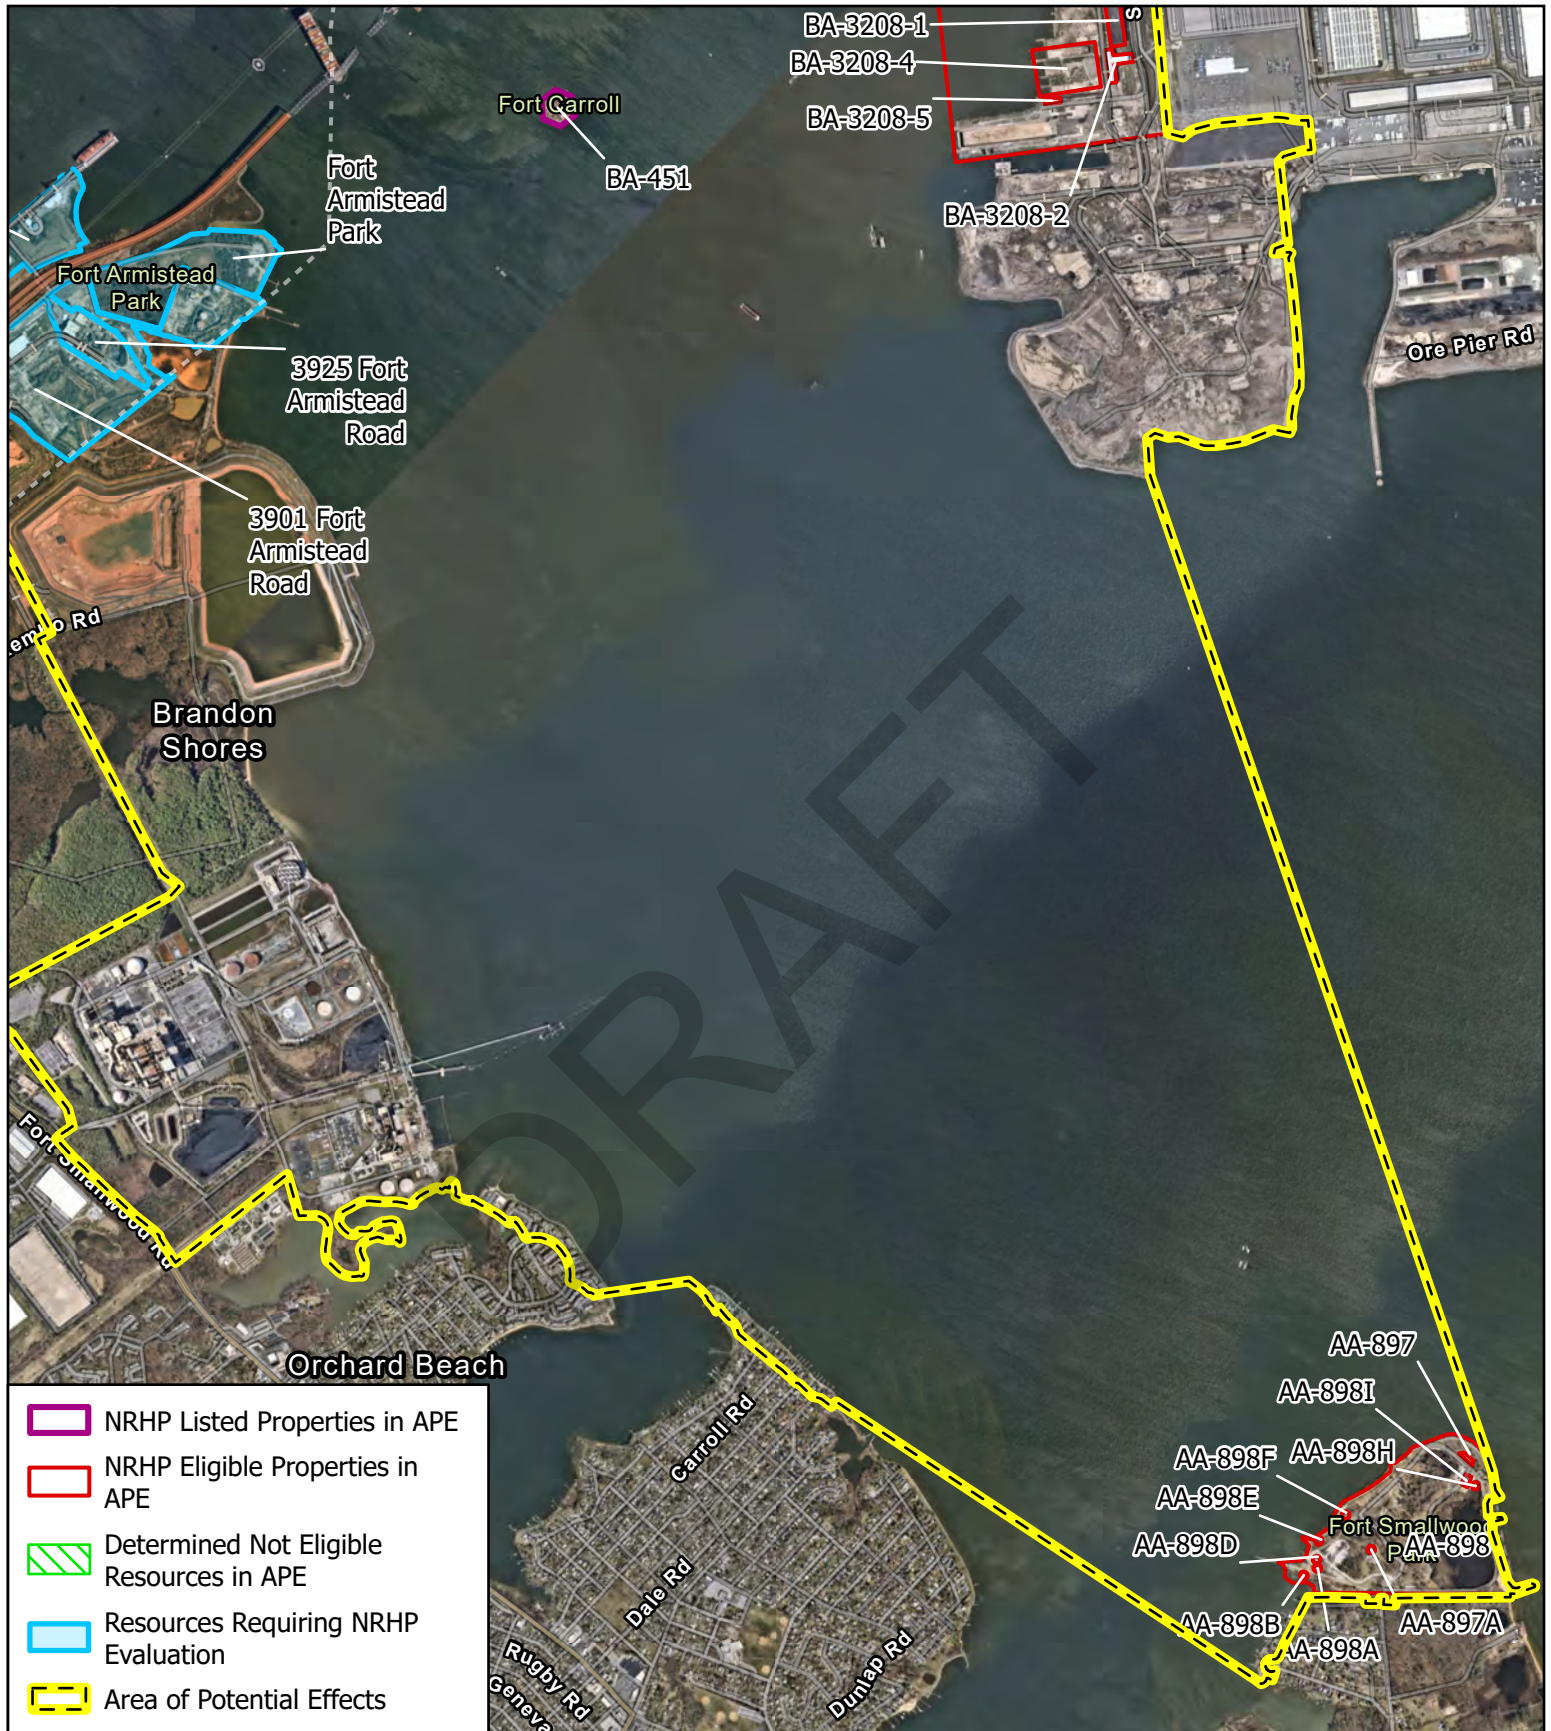 BA-3208-1
S
BA-3208-4
BA-3208-5
Fort Carroll
BA-451
BA-3208-2
Fort
Armistead
Park
Fort Armistead
Park
Ore Pier Rd
3925 Fort
Armistead
Road
3901 Fort
Armistead
Road
Rd
Brandon
Shores
DRAFT
Fort Smallwood Rd
Orchard Beach
AA-897
AA-898I
AA-898F
AA-898H
AA-898E
Fort Smallwood
Park
AA-898
AA-898D
AA-898B
AA-898A
AA-897A
Carroll Rd
Dale Rd
Dunlap Rd
Rugby Rd
Geneva
NRHP Listed Properties in APE
NRHP Eligible Properties in
APE
Determined Not Eligible
Resources in APE
Resources Requiring NRHP
Evaluation
Area of Potential Effects